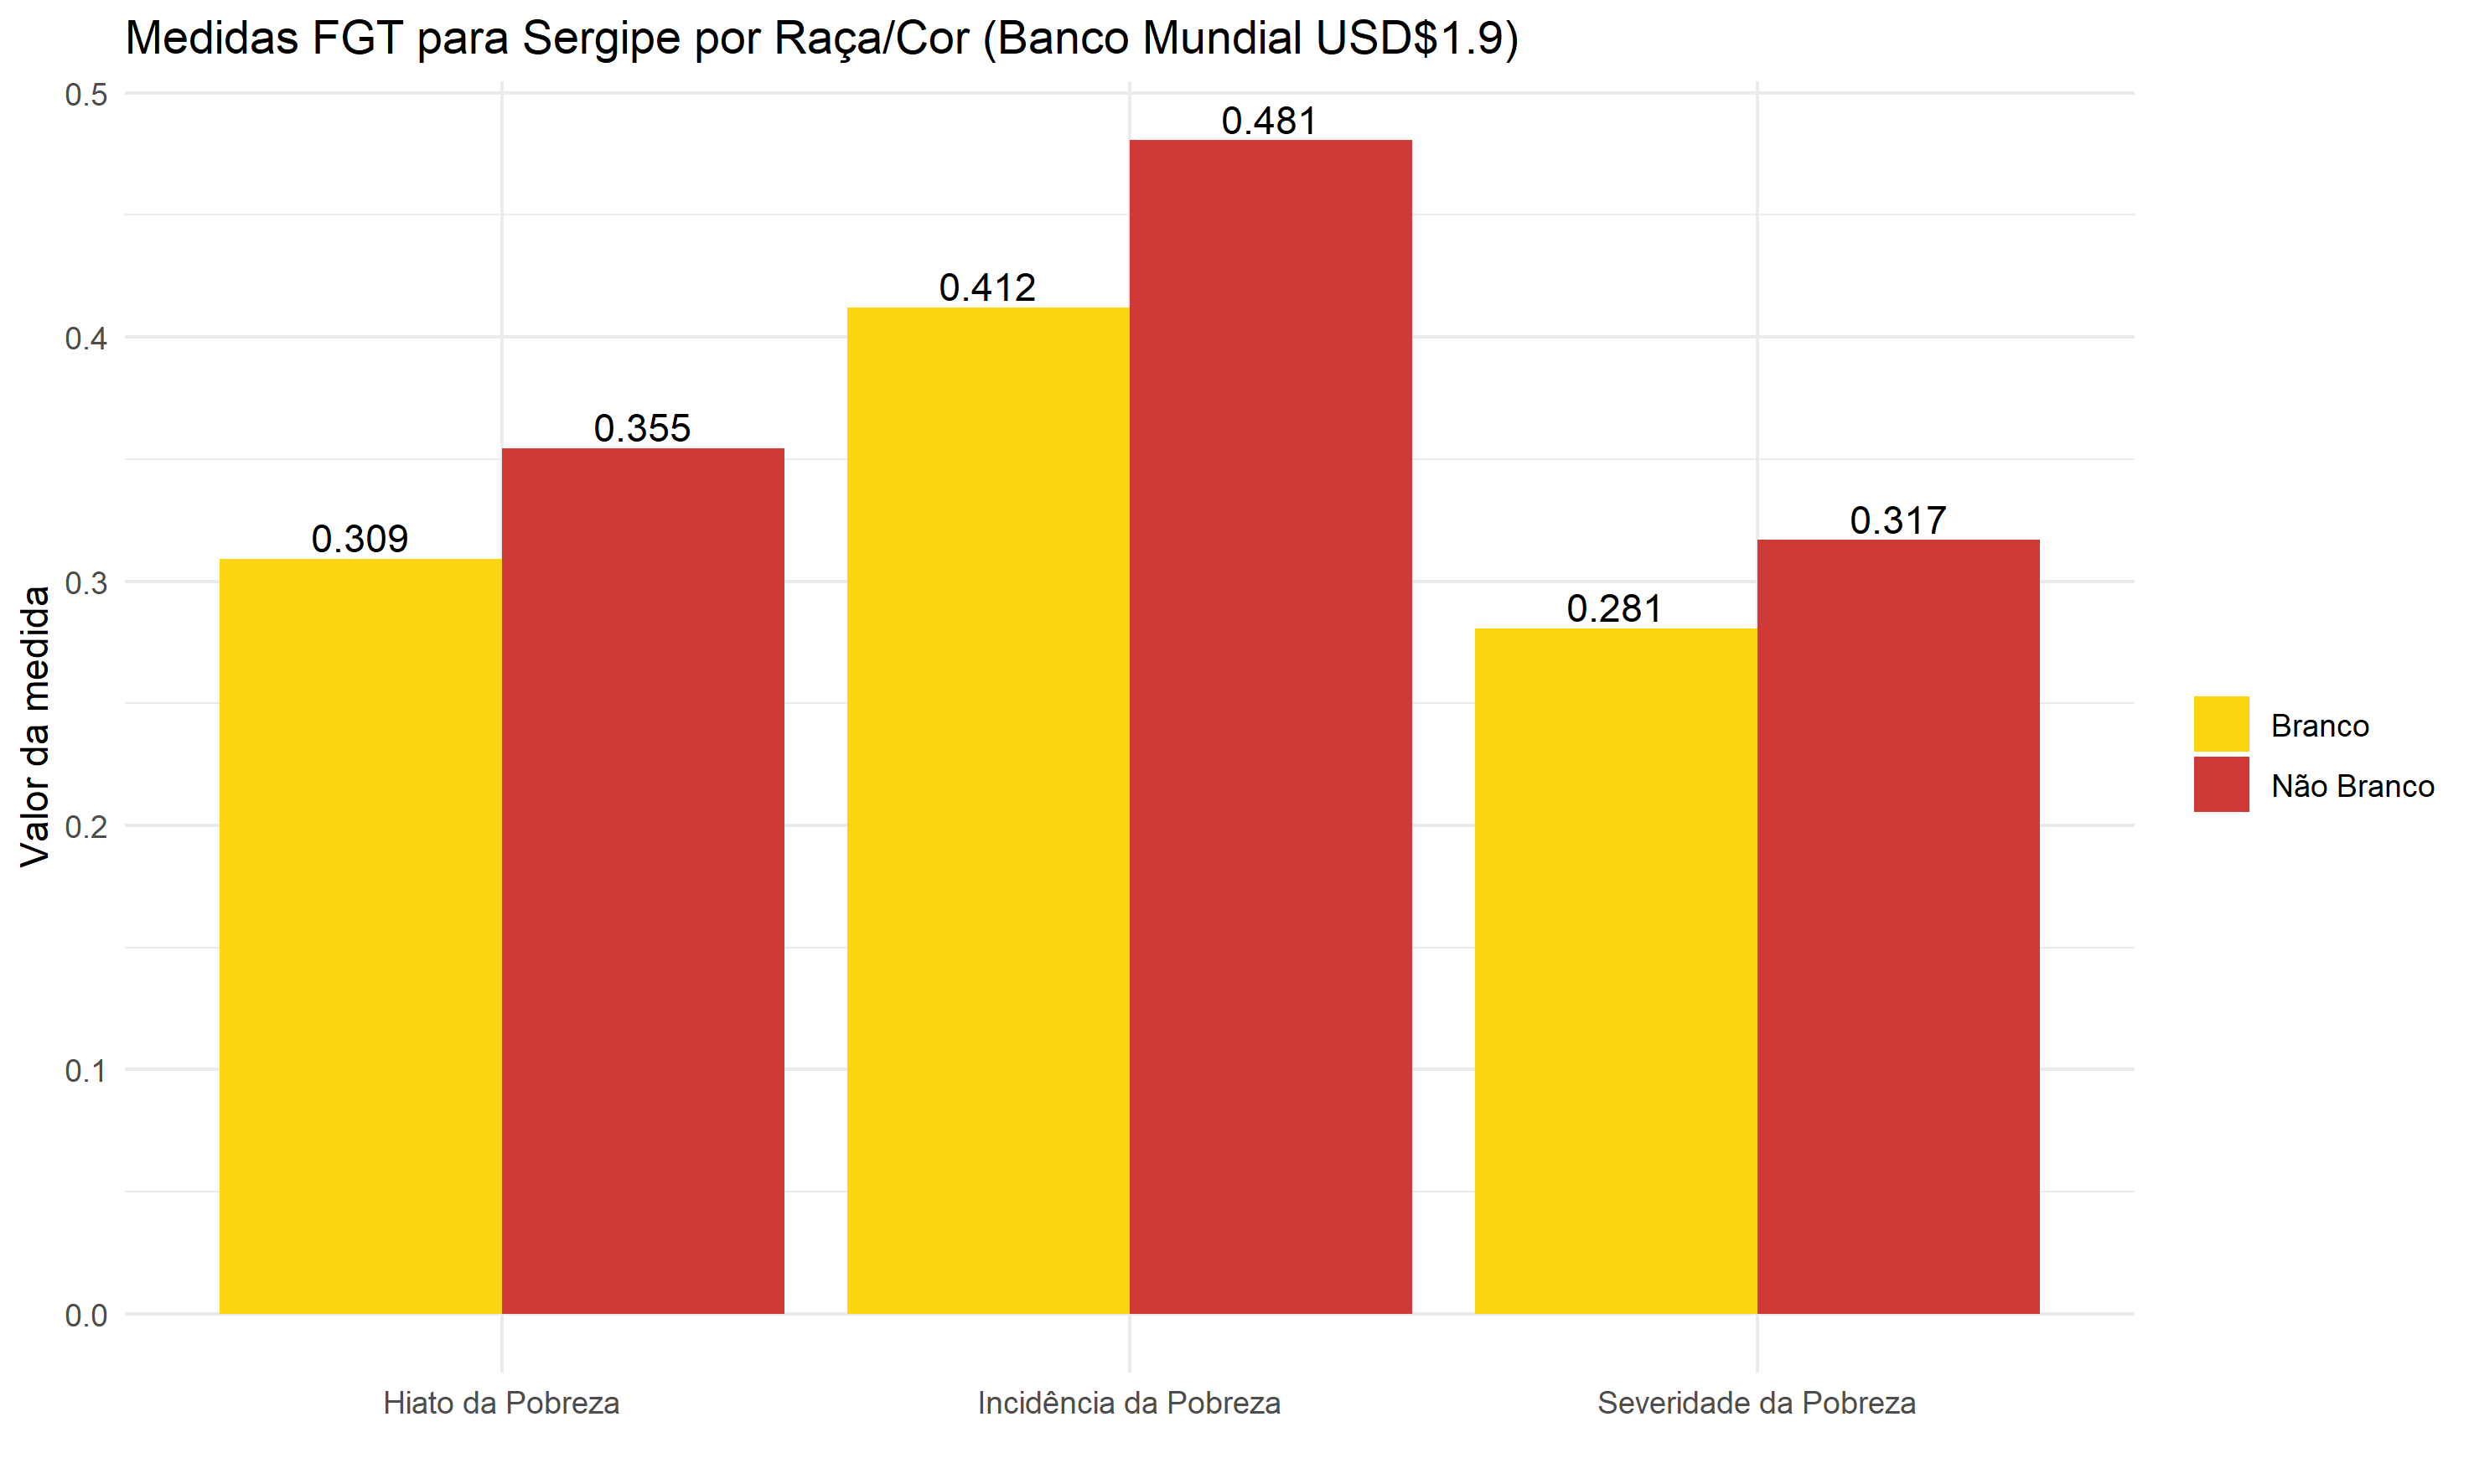 Medidas FGT para Sergipe por Raça/Cor (Banco Mundial USD$1.9)
Valor da medida
0.5
0.4
0.3
0.2
0.1
0.0
0.309
0.355
0.412
0.481
0.281
0.317
Hiato da Pobreza
Incidência da Pobreza
Severidade da Pobreza
Branco
Não Branco